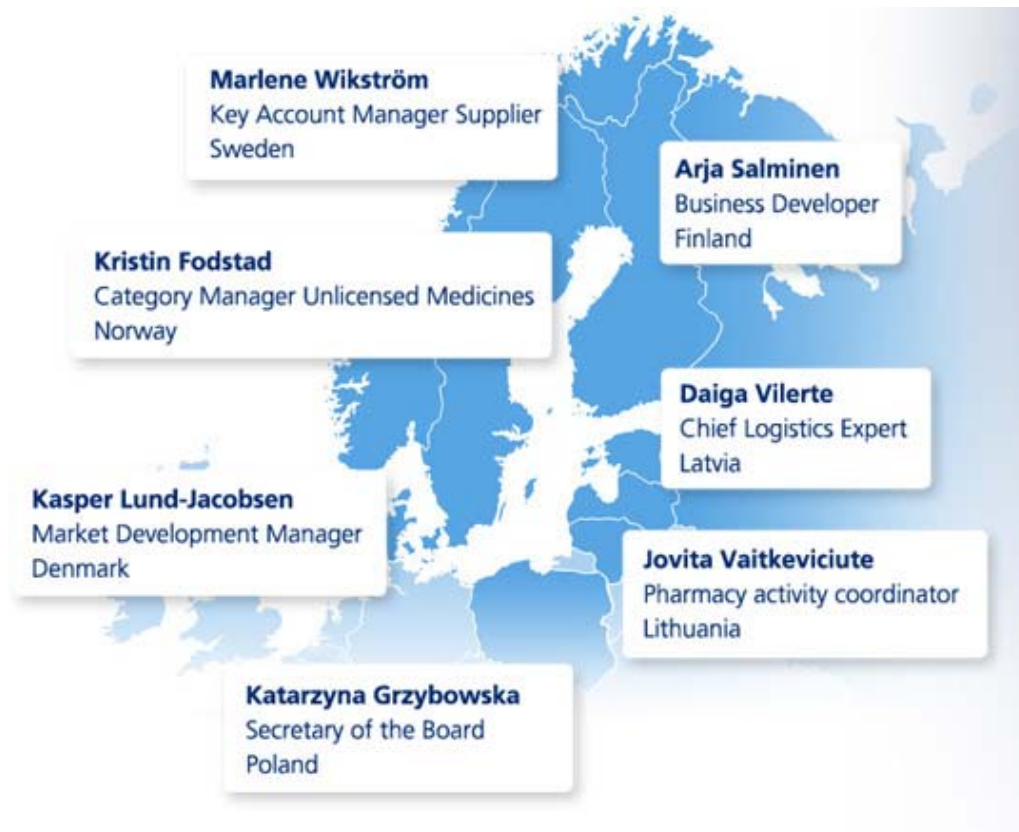 Marlene Wikström
Key Account Manager Supplier
Sweden
Arja Salminen
Business Developer
Finland
Kristin Fodstad
Category Manager Unlicensed Medicines
Norway
Daiga Vilerte
Chief Logistics Expert
Latvia
Kasper Lund-Jacobsen
Market Development Manager
Denmark
Jovita Vaitkeviciute
Pharmacy activity coordinator
Lithuania
Katarzyna Grzybowska
Secretary of the Board
Poland